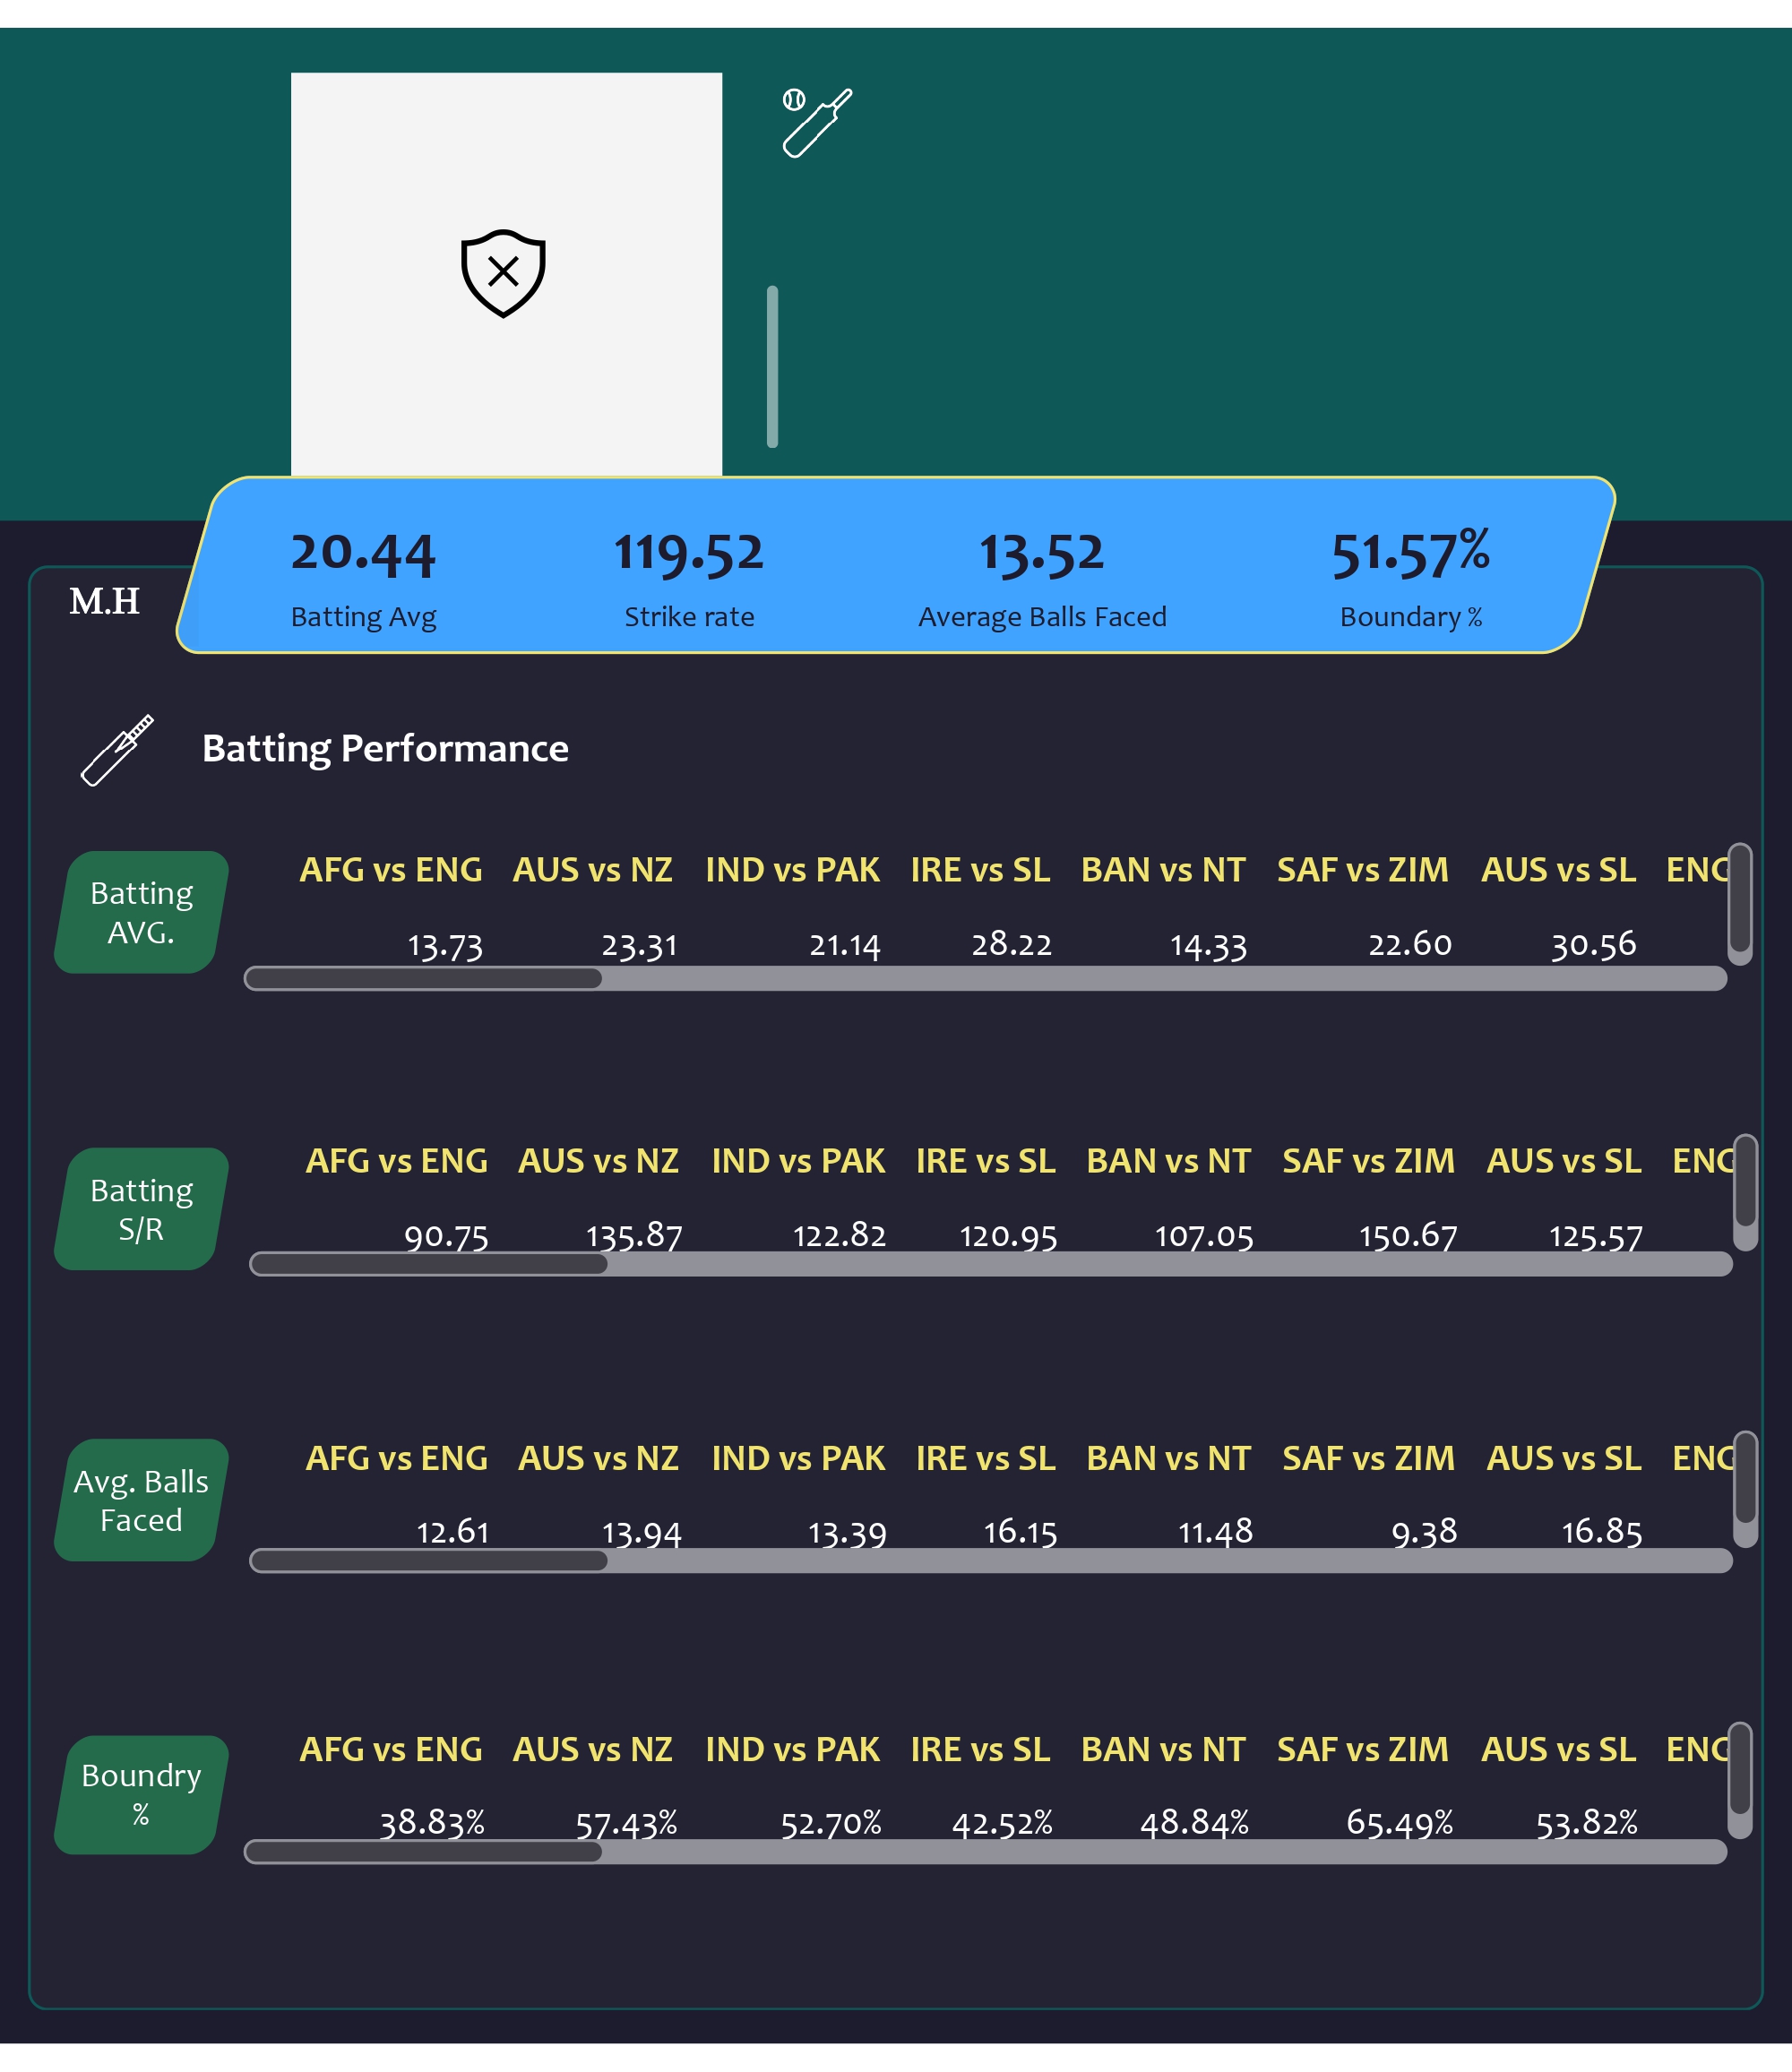 20.44 119.52 13.52 51.57%
Batting Avg Strike rate Average Balls Faced Boundary %
M.H
Batting Performance
Batting
AVG.
AFG vs ENG AUS vs NZ IND vs PAK IRE vs SL BAN vs NT SAF vs ZIM AUS vs SL ENG
13.73 23.31 21.14 28.22 14.33 22.60 30.56
Batting
S/R
AFG vs ENG AUS vs NZ IND vs PAK IRE vs SL BAN vs NT SAF vs ZIM AUS vs SL ENG
90.75 135.87 122.82 120.95 107.05 150.67 125.57
Avg. Balls
Faced
AFG vs ENG AUS vs NZ IND vs PAK IRE vs SL BAN vs NT SAF vs ZIM AUS vs SL ENG
12.61 13.94 13.39 16.15 11.48 9.38 16.85
Boundry
%
AFG vs ENG AUS vs NZ IND vs PAK IRE vs SL BAN vs NT SAF vs ZIM AUS vs SL ENG
38.83% 57.43% 52.70% 42.52% 48.84% 65.49% 53.82%